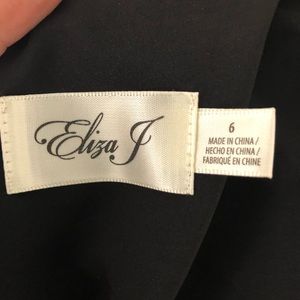 Eliza J
6
MADE IN CHINA /
HECHO EN CHINA /
FABRIQUÉ EN CHINE